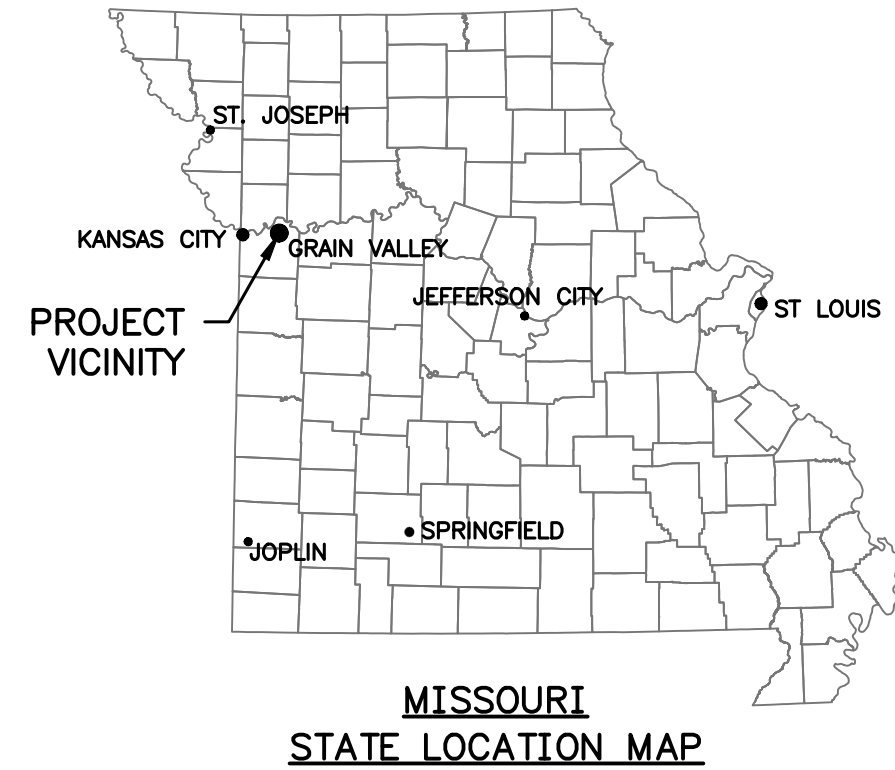 ST. JOSEPH
KANSAS CITY
GRAIN VALLEY
JEFFERSON CITY
PROJECT
VICINITY
ST LOUIS
SPRINGFIELD
JOPLIN
MISSOURI
STATE LOCATION MAP